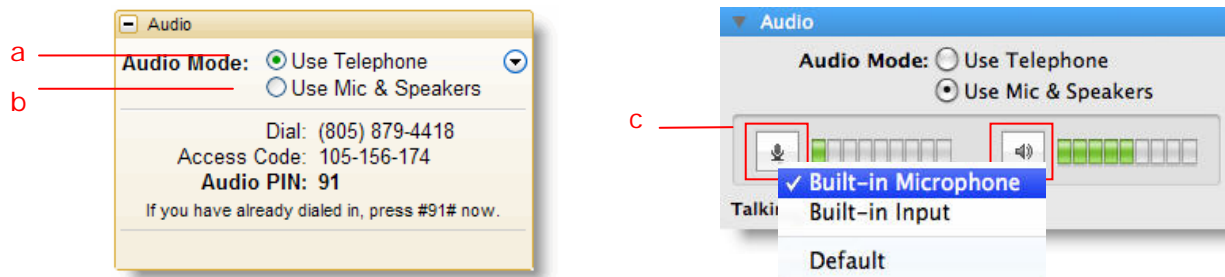 Audio
a
Audio Mode: Use Telephone
b
Use Mic & Speakers
Dial: (805) 879-4418
Access Code: 105-156-174
Audio PIN: 91
If you have already dialed in, press #91# now.
Audio
Audio Mode: Use Telephone
Use Mic & Speakers
c
Built-in Microphone
Talki
Built-in Input
Default